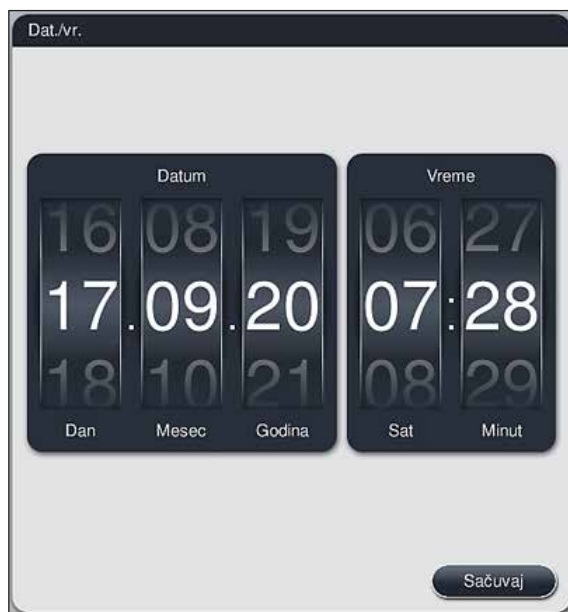 Dat./vr.
Datum Vreme
16 08 19 06 27
17.09.20 07:28
18 10 21 08 29
Dan Mesec Godina Sat Minut
Sačuvaj